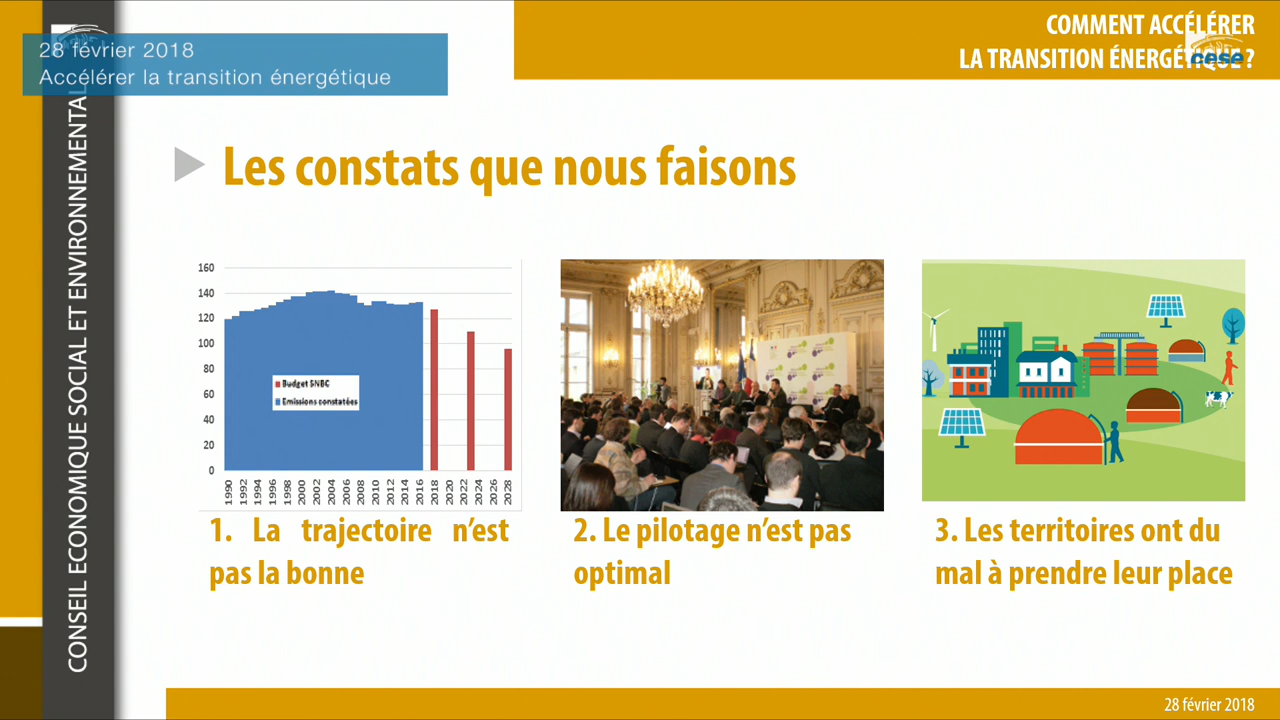 COMMENT ACCÉLÉRER
LA TRANSITION ÉNERGÉTIQUE ?
cese
28 février 2018
Accélérer la transition énergétique
CONSEIL ECONOMIQUE SOCIAL ET ENVIRONNEMENTAL
Les constats que nous faisons
160
140
120
100
80
60
40
20
0
Budget SNBC
Emissions constatées
1990 1992 1994 1996 1998 2000 2002 2004 2006 2008 2010 2012 2014 2016 2018 2020 2022 2024 2026 2028
1. La trajectoire n’est
pas la bonne
2. Le pilotage n’est pas
optimal
3. Les territoires ont du
mal à prendre leur place
28 février 2018